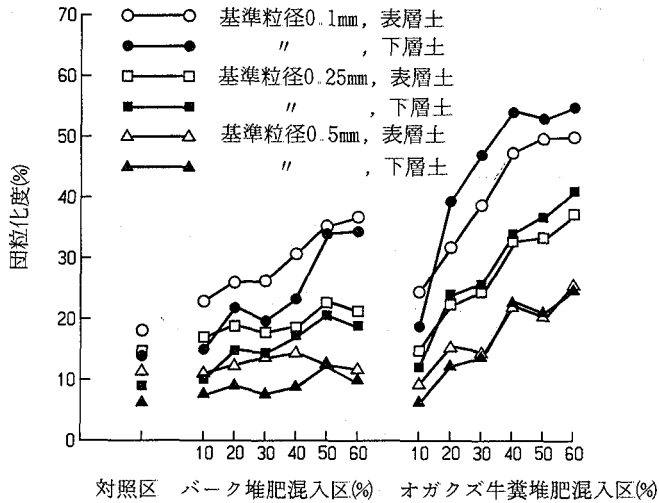 70
60
50
40
30
20
10
0
団粒化度(%)
基準粒径0.1mm, 表層土
〃 , 下層土
基準粒径0.25mm, 表層土
〃 , 下層土
基準粒径0.5mm, 表層土
〃 , 下層土
10 20 30 40 50 60 10 20 30 40 50 60
対照区 バーク堆肥混入区(%) オガクズ牛糞堆肥混入区(%)